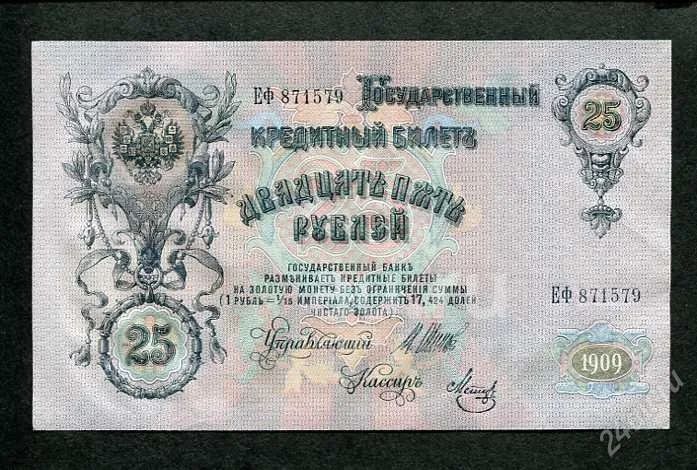 ЕФ 871579 Государственный
25
Кредитный Билетъ
Двадцать пять
рублей
Государственный Банкъ
размѣниваетъ кредитные билеты
на золотую монету безъ ограниченія суммы
(1 рубль = 1/15 имперіала, содержитъ 17,424 долей
чистаго золота)
ЕФ 871579
25
Управляющій
1909
Кассиръ